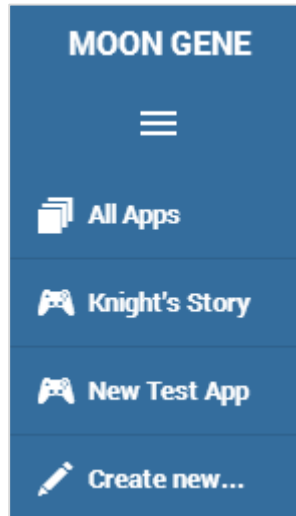 MOON GENE
All Apps
Knight's Story
New Test App
Create new...